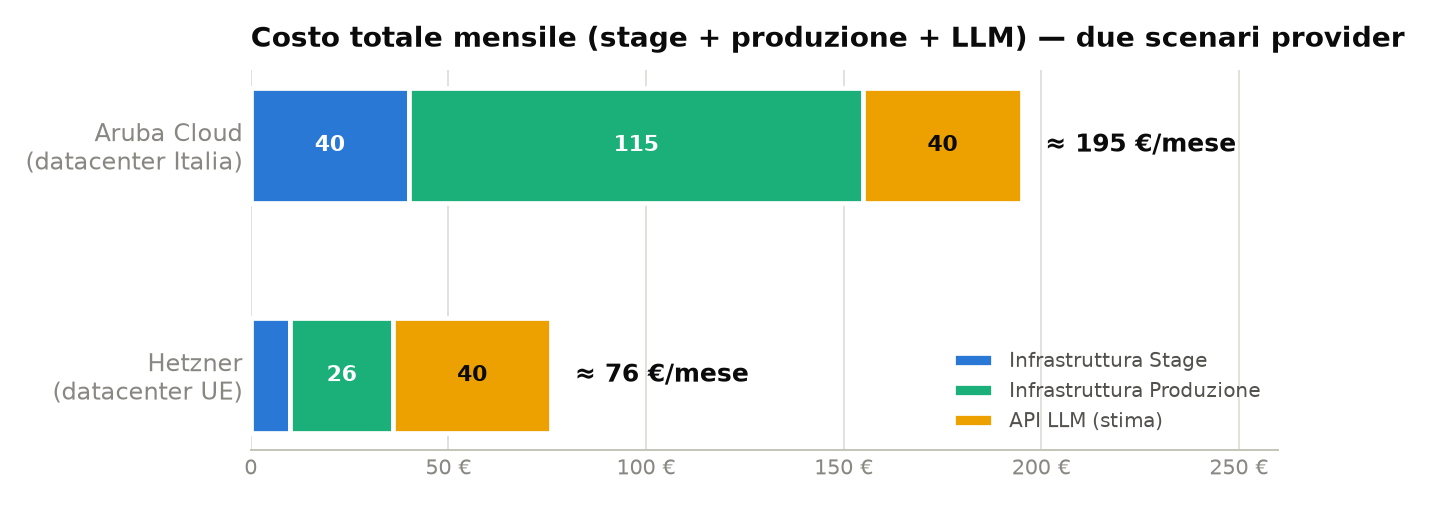 Costo totale mensile (stage + produzione + LLM) — due scenari provider
Aruba Cloud
(datacenter Italia)
40
115
40
≈ 195 €/mese
Hetzner
(datacenter UE)
26
40
≈ 76 €/mese
Infrastruttura Stage
Infrastruttura Produzione
API LLM (stima)
0
50 €
100 €
150 €
200 €
250 €